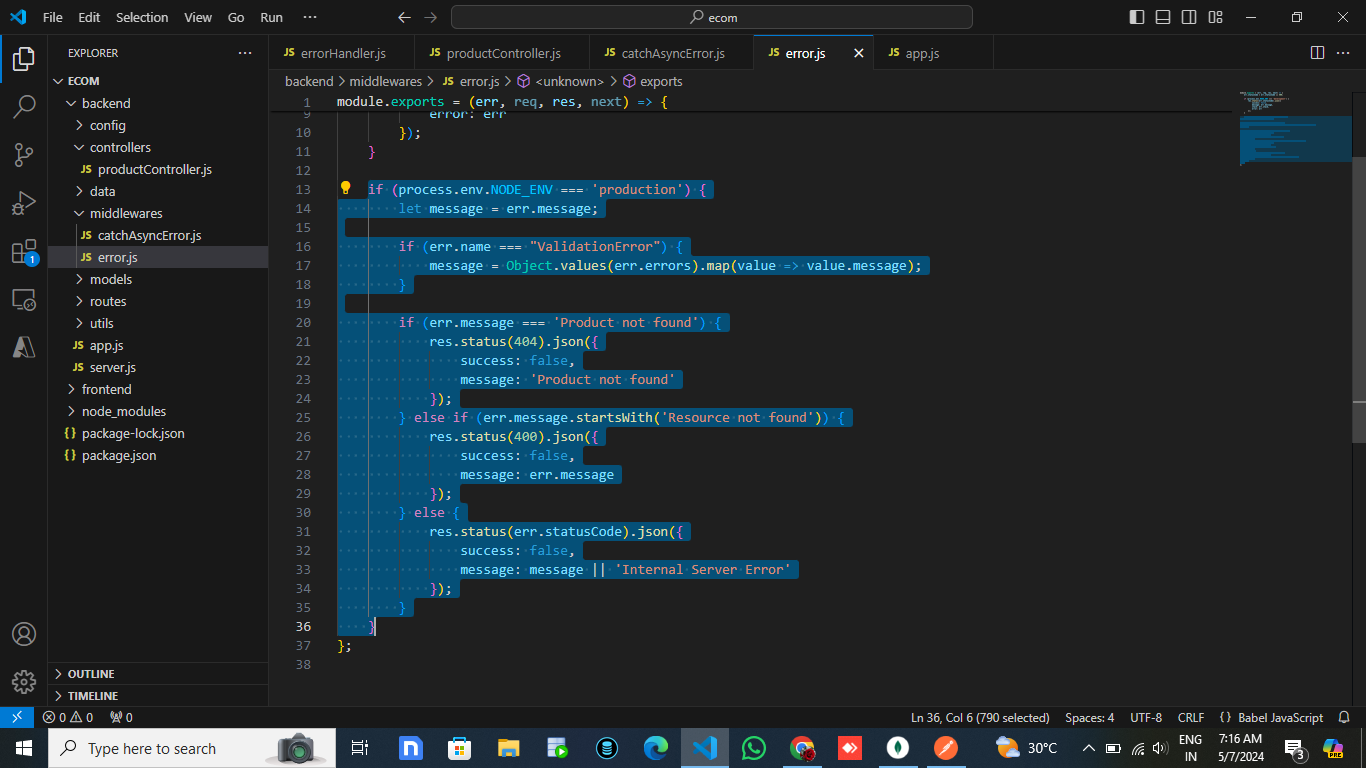 File Edit Selection View Go Run ···
ecom
EXPLORER
ECOM
backend
config
controllers
JS productController.js
data
middlewares
JS catchAsyncError.js
JS error.js
models
routes
utils
JS app.js
JS server.js
frontend
node_modules
{} package-lock.json
{} package.json
OUTLINE
TIMELINE
1
JS errorHandler.js
JS productController.js
JS catchAsyncError.js
JS error.js
JS app.js
backend > middlewares > JS error.js > <unknown> > exports
1 module.exports = (err, req, res, next) => {
9 error: err
10 });
11 }
12
13 if (process.env.NODE_ENV === 'production') {
14 let message = err.message;
15
16 if (err.name === "ValidationError") {
17 message = Object.values(err.errors).map(value => value.message);
18 }
19
20 if (err.message === 'Product not found') {
21 res.status(404).json({
22 success: false,
23 message: 'Product not found'
24 });
25 } else if (err.message.startsWith('Resource not found')) {
26 res.status(400).json({
27 success: false,
28 message: err.message
29 });
30 } else {
31 res.status(err.statusCode).json({
32 success: false,
33 message: message || 'Internal Server Error'
34 });
35 }
36 }
37 };
38
0 0 0
Ln 36, Col 6 (790 selected) Spaces: 4 UTF-8 CRLF {} Babel JavaScript
Type here to search
30°C
ENG
IN
7:16 AM
5/7/2024
3
PRE